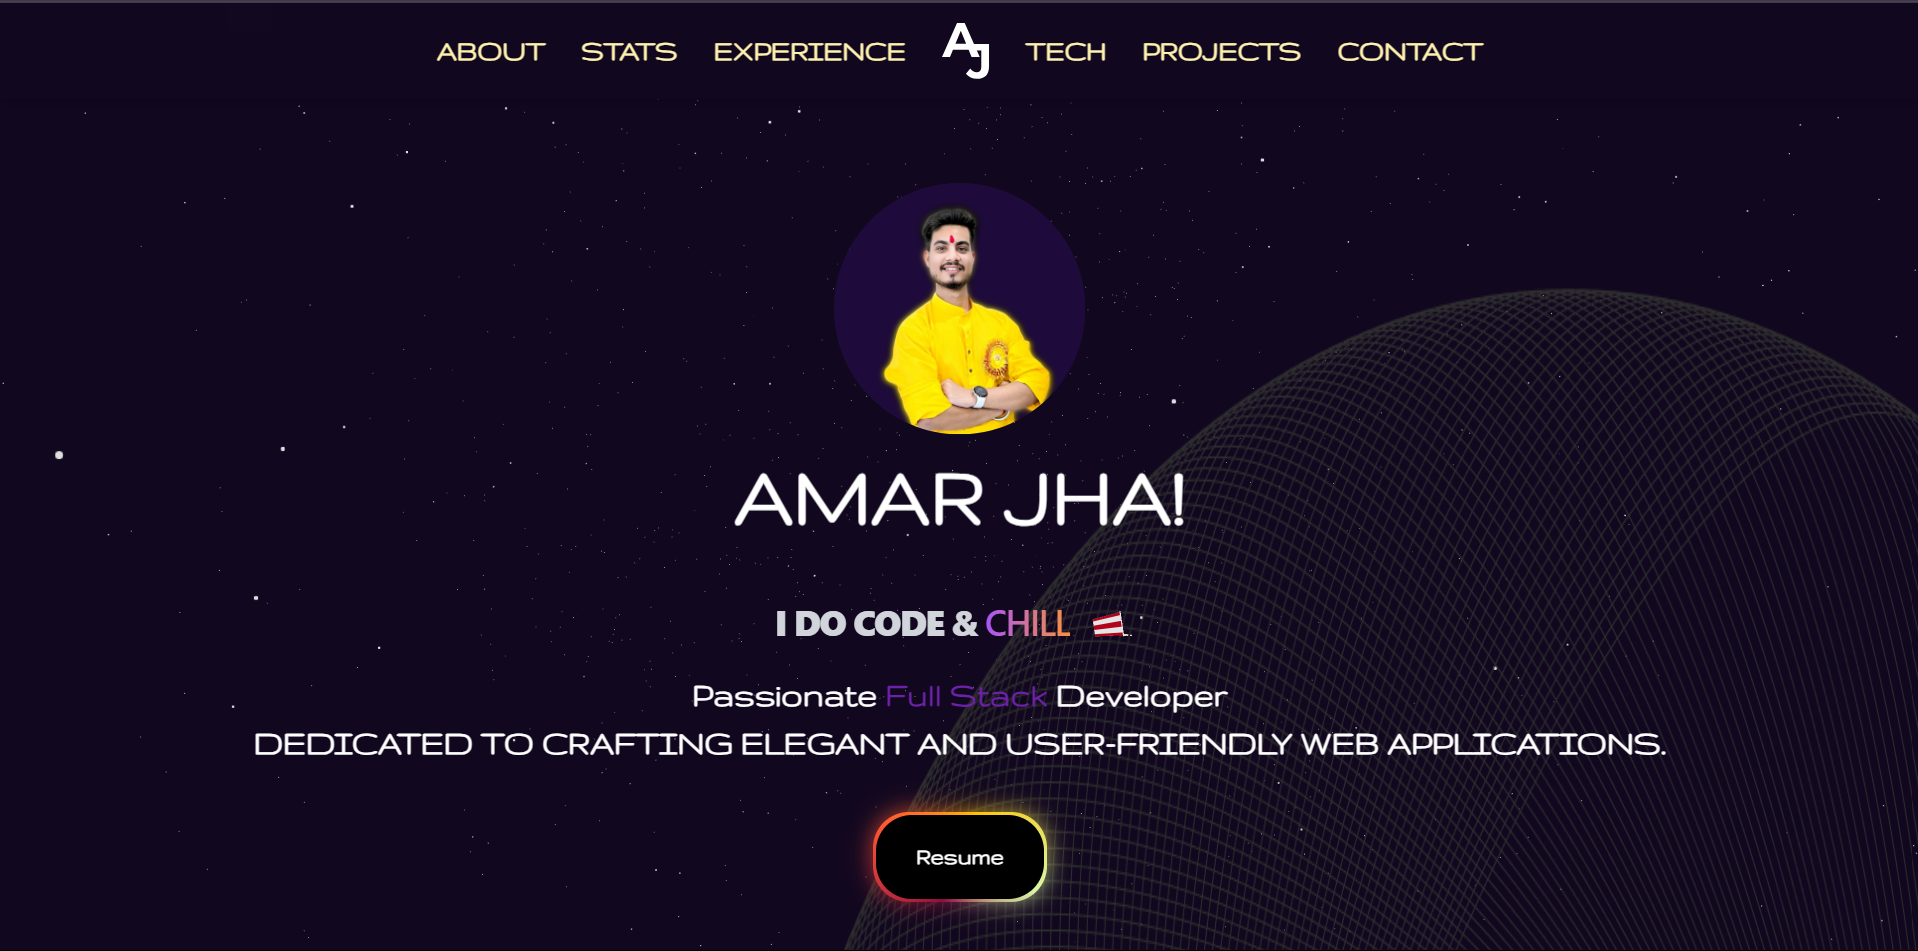 ABOUT STATS EXPERIENCE AJ TECH PROJECTS CONTACT
AMAR JHA!
I DO CODE & CHILL
Passionate Full Stack Developer
DEDICATED TO CRAFTING ELEGANT AND USER-FRIENDLY WEB APPLICATIONS.
Resume